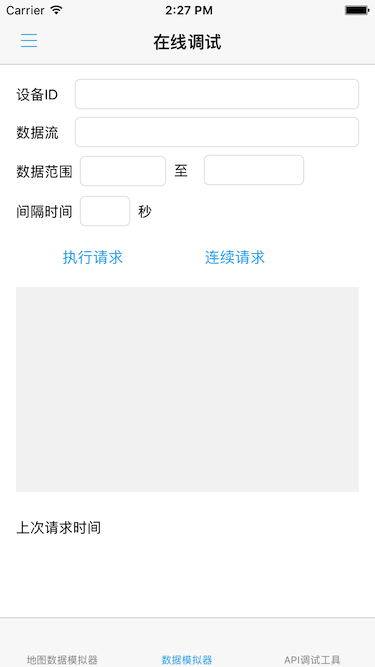 Carrier 2:27 PM
在线调试
设备ID
数据流
数据范围 至
间隔时间 秒
执行请求 连续请求
上次请求时间
地图数据模拟器 数据模拟器 API调试工具